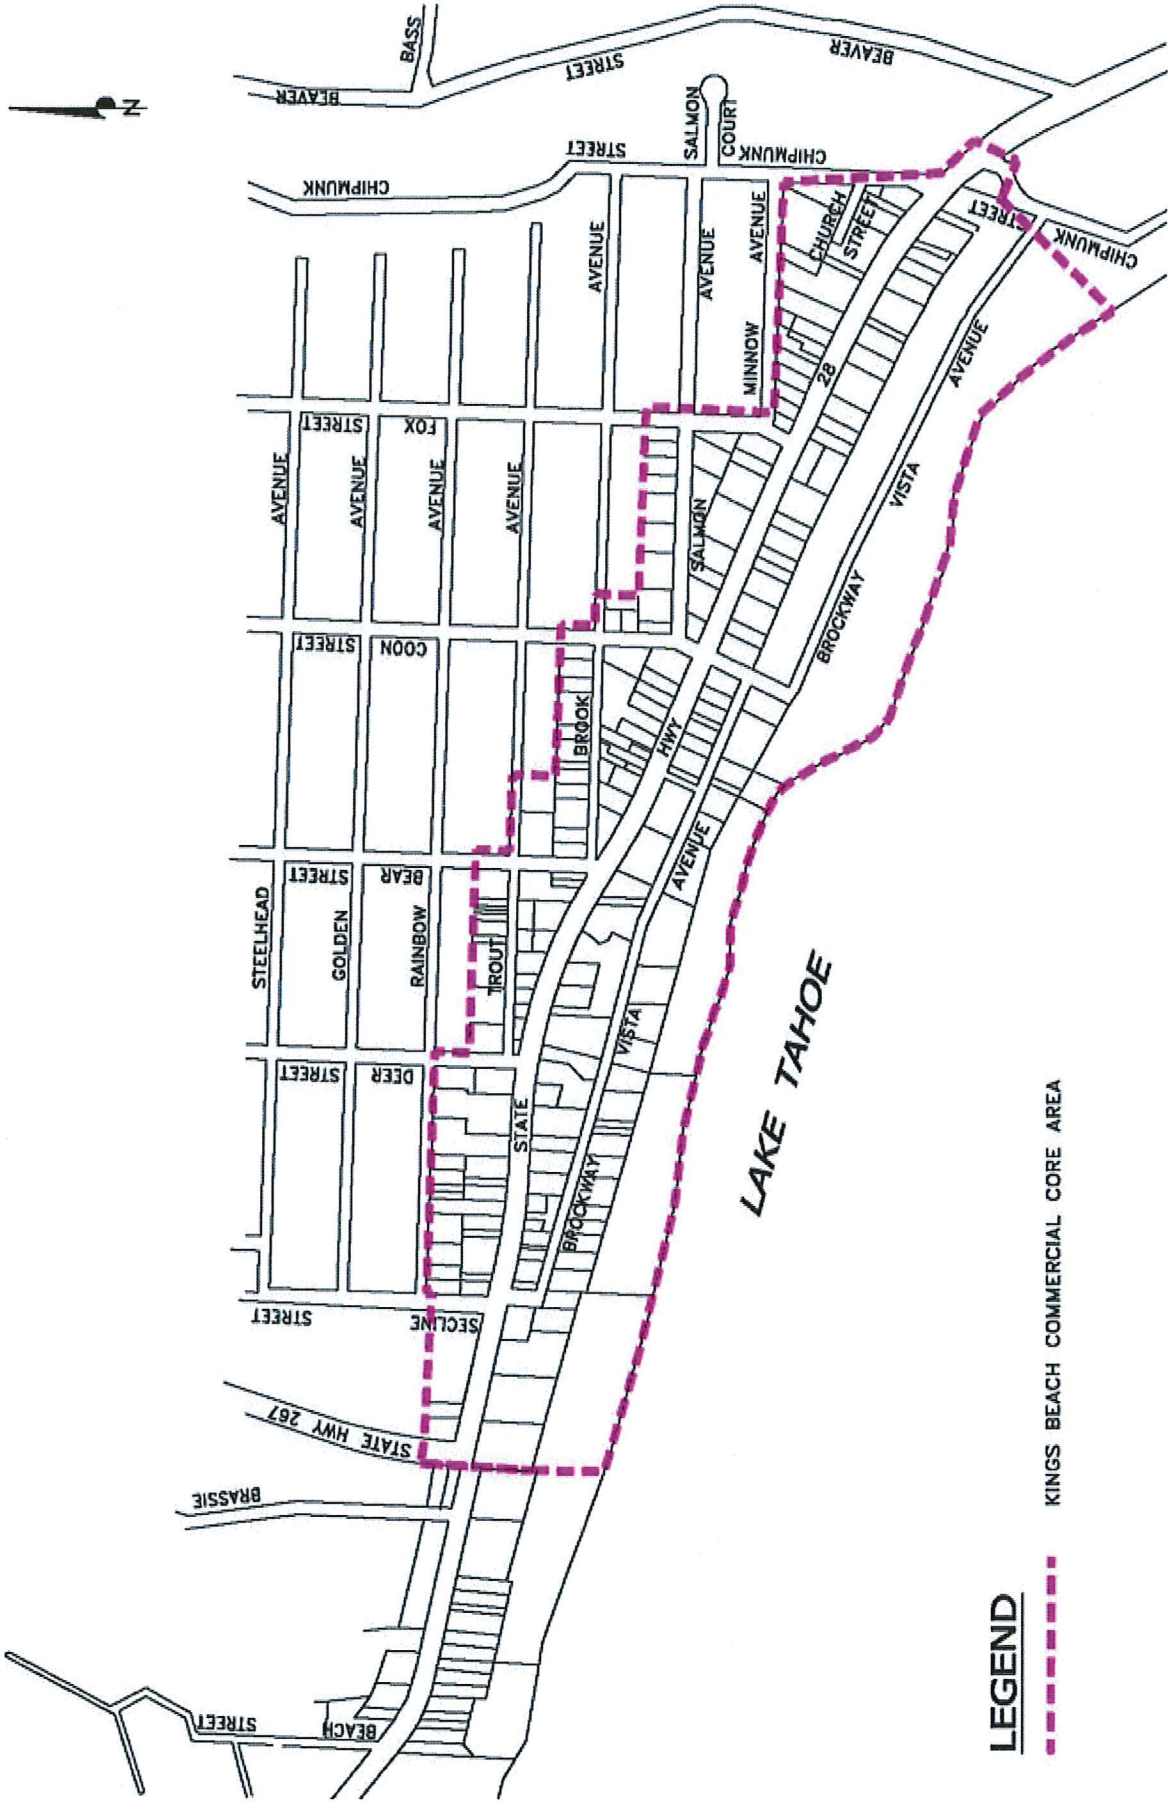 N
BASS
BEAVER
STREET
BEAVER
CHIPMUNK
STREET
CHIPMUNK
SALMON
COURT
AVENUE
AVENUE
AVENUE
MINNOW
CHURCH
STREET
STREET
CHIPMUNK
28
AVENUE
VISTA
BROCKWAY
STREET
FOX
AVENUE
AVENUE
AVENUE
AVENUE
SALMON
STREET
COON
BROOK
HWY
AVENUE
STREET
BEAR
STEELHEAD
GOLDEN
RAINBOW
TROUT
VISTA
STREET
DEER
STATE
BROCKWAY
STREET
SECLINE
STATE HWY 267
BRASSIE
STREET
BEACH
LAKE TAHOE
LEGEND
KINGS BEACH COMMERCIAL CORE AREA